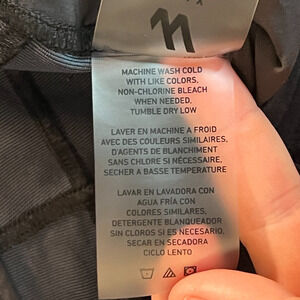 MACHINE WASH COLD
WITH LIKE COLORS,
NON-CHLORINE BLEACH
WHEN NEEDED,
TUMBLE DRY LOW
LAVER EN MACHINE A FROID
AVEC DES COULEURS SIMILAIRES,
D'AGENTS DE BLANCHIMENT
SANS CHLORE SI NÉCESSAIRE,
SECHER A BASSE TEMPERATURE
LAVAR EN LAVADORA CON
AGUA FRÍA CON
COLORES SIMILARES,
DETERGENTE BLANQUEADOR
SIN CLOROS SI ES NECESARIO,
SECAR EN SECADORA
CICLO LENTO